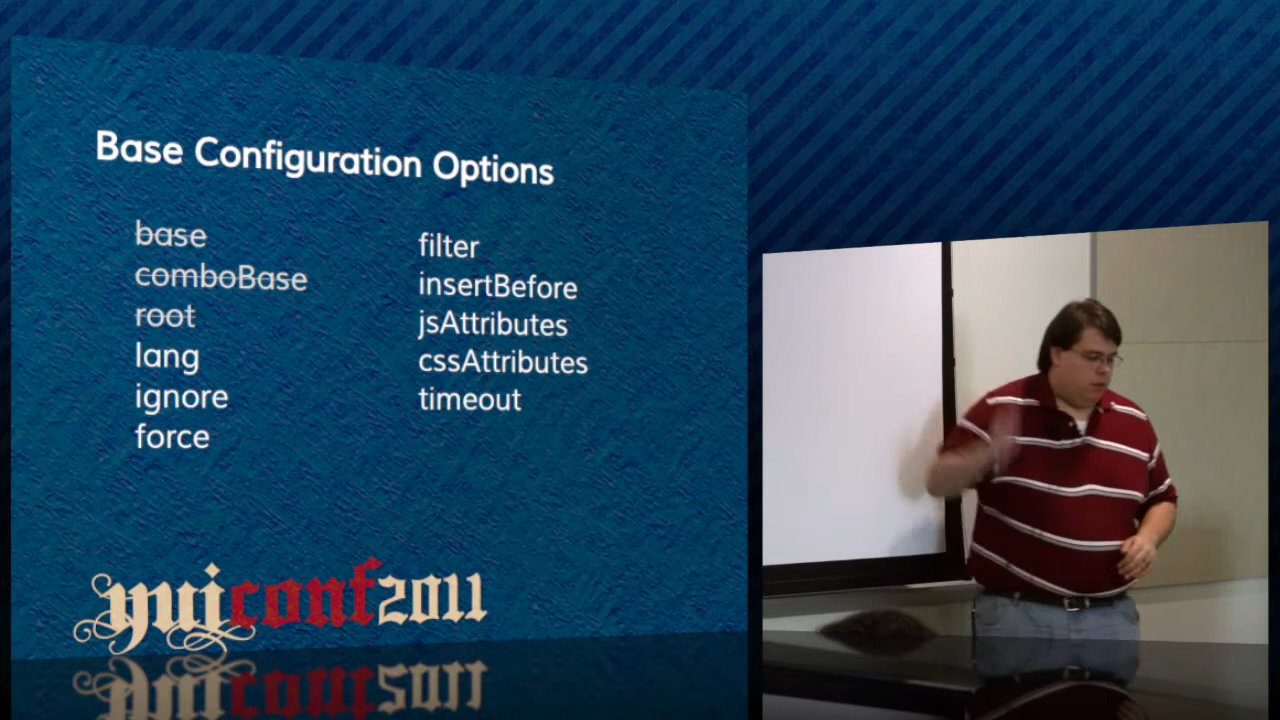 Base Configuration Options
base
comboBase
root
lang
ignore
force
filter
insertBefore
jsAttributes
cssAttributes
timeout
yuiconf2011